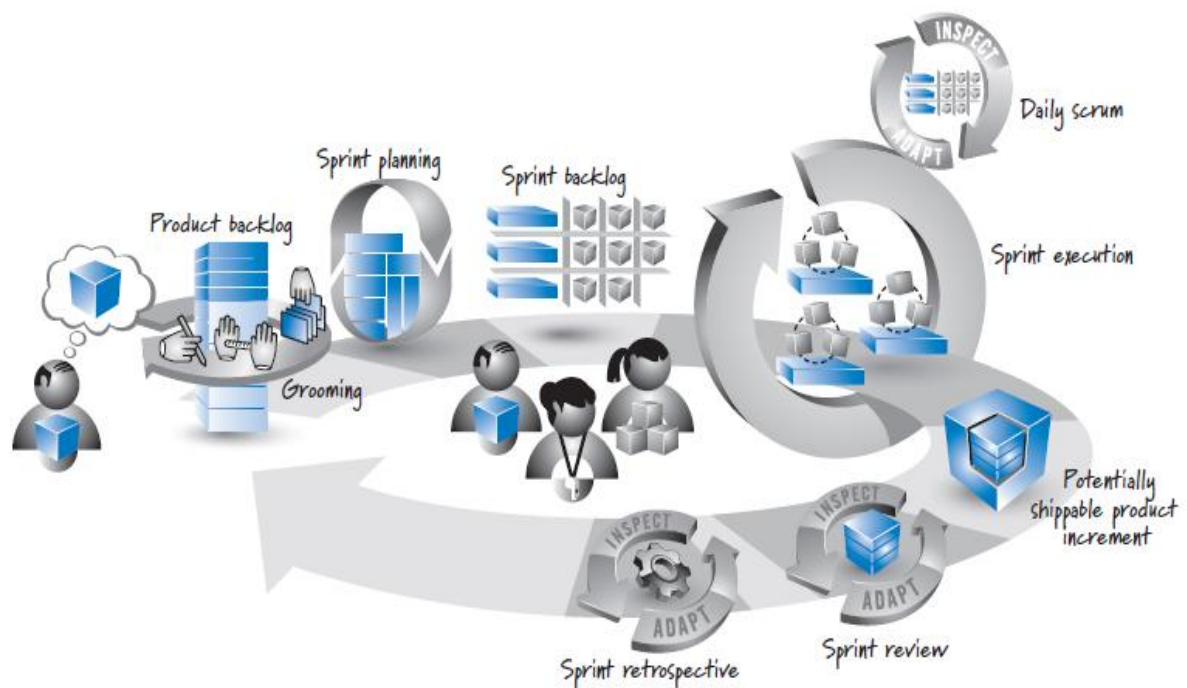 INSPECT
ADAPT
Daily scrum
Sprint planning
Sprint backlog
Product backlog
Sprint execution
Grooming
Potentially
shippable product
increment
INSPECT
ADAPT
Sprint review
INSPECT
ADAPT
Sprint retrospective